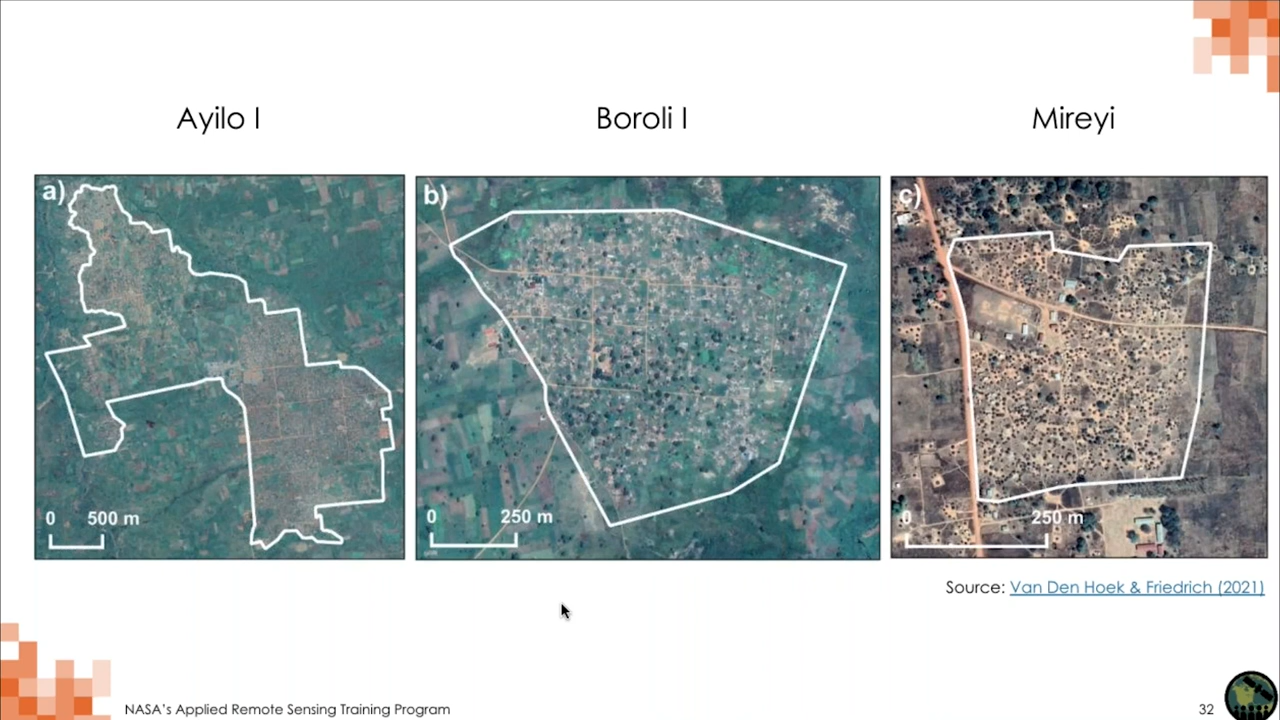 Ayilo I
Boroli I
Mireyi
a)
b)
c)
0 500 m
0 250 m
0 250 m
Source: Van Den Hoek & Friedrich (2021)
NASA's Applied Remote Sensing Training Program
32